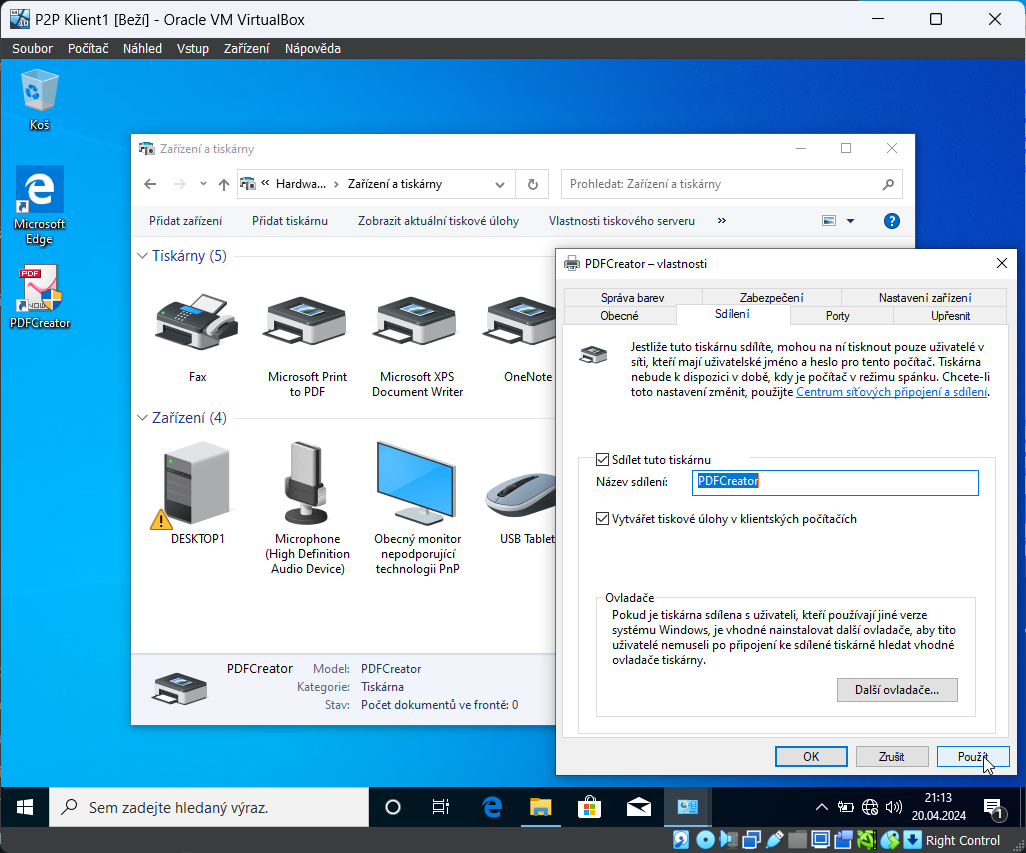 P2P Klient1 [Beží] - Oracle VM VirtualBox
Soubor Počítač Náhled Vstup Zařízení Nápověda
Koš
Microsoft
Edge
PDF
NOW
PDFCreator
Zařízení a tiskárny
« Hardwa... › Zařízení a tiskárny
Prohledat: Zařízení a tiskárny
Přidat zařízení Přidat tiskárnu Zobrazit aktuální tiskové úlohy Vlastnosti tiskového serveru »
Tiskárny (5)
Fax
Microsoft Print
to PDF
Microsoft XPS
Document Writer
OneNote
Zařízení (4)
DESKTOP1
Microphone
(High Definition
Audio Device)
Obecný monitor
nepodporující
technologii PnP
USB Tablet
PDFCreator Model: PDFCreator
Kategorie: Tiskárna
Stav: Počet dokumentů ve frontě: 0
PDFCreator – vlastnosti
Správa barev Zabezpečení Nastavení zařízení
Obecné Sdílení Porty Upřesnit
Jestliže tuto tiskárnu sdílíte, mohou na ní tisknout pouze uživatelé v
síti, kteří mají uživatelské jméno a heslo pro tento počítač. Tiskárna
nebude k dispozici v době, kdy je počítač v režimu spánku. Chcete-li
toto nastavení změnit, použijte Centrum síťových připojení a sdílení.
Sdílet tuto tiskárnu
Název sdílení: PDFCreator
Vytvářet tiskové úlohy v klientských počítačích
Ovladače
Pokud je tiskárna sdílena s uživateli, kteří používají jiné verze
systému Windows, je vhodné nainstalovat další ovladače, aby tito
uživatelé nemuseli po připojení ke sdílené tiskárně hledat vhodné
ovladače tiskárny.
Další ovladače...
OK Zrušit Použít
Sem zadejte hledaný výraz.
21:13
20.04.2024
1
Right Control